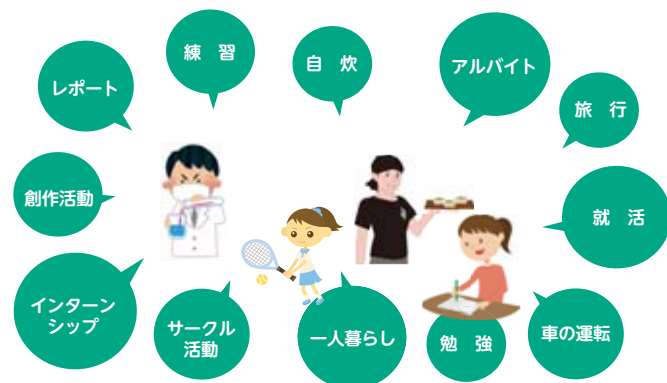 練　習
自　炊
アルバイト
レポート
旅　行
創作活動
就　活
インターン
シップ
サークル
活動
一人暮らし
勉　強
車の運転